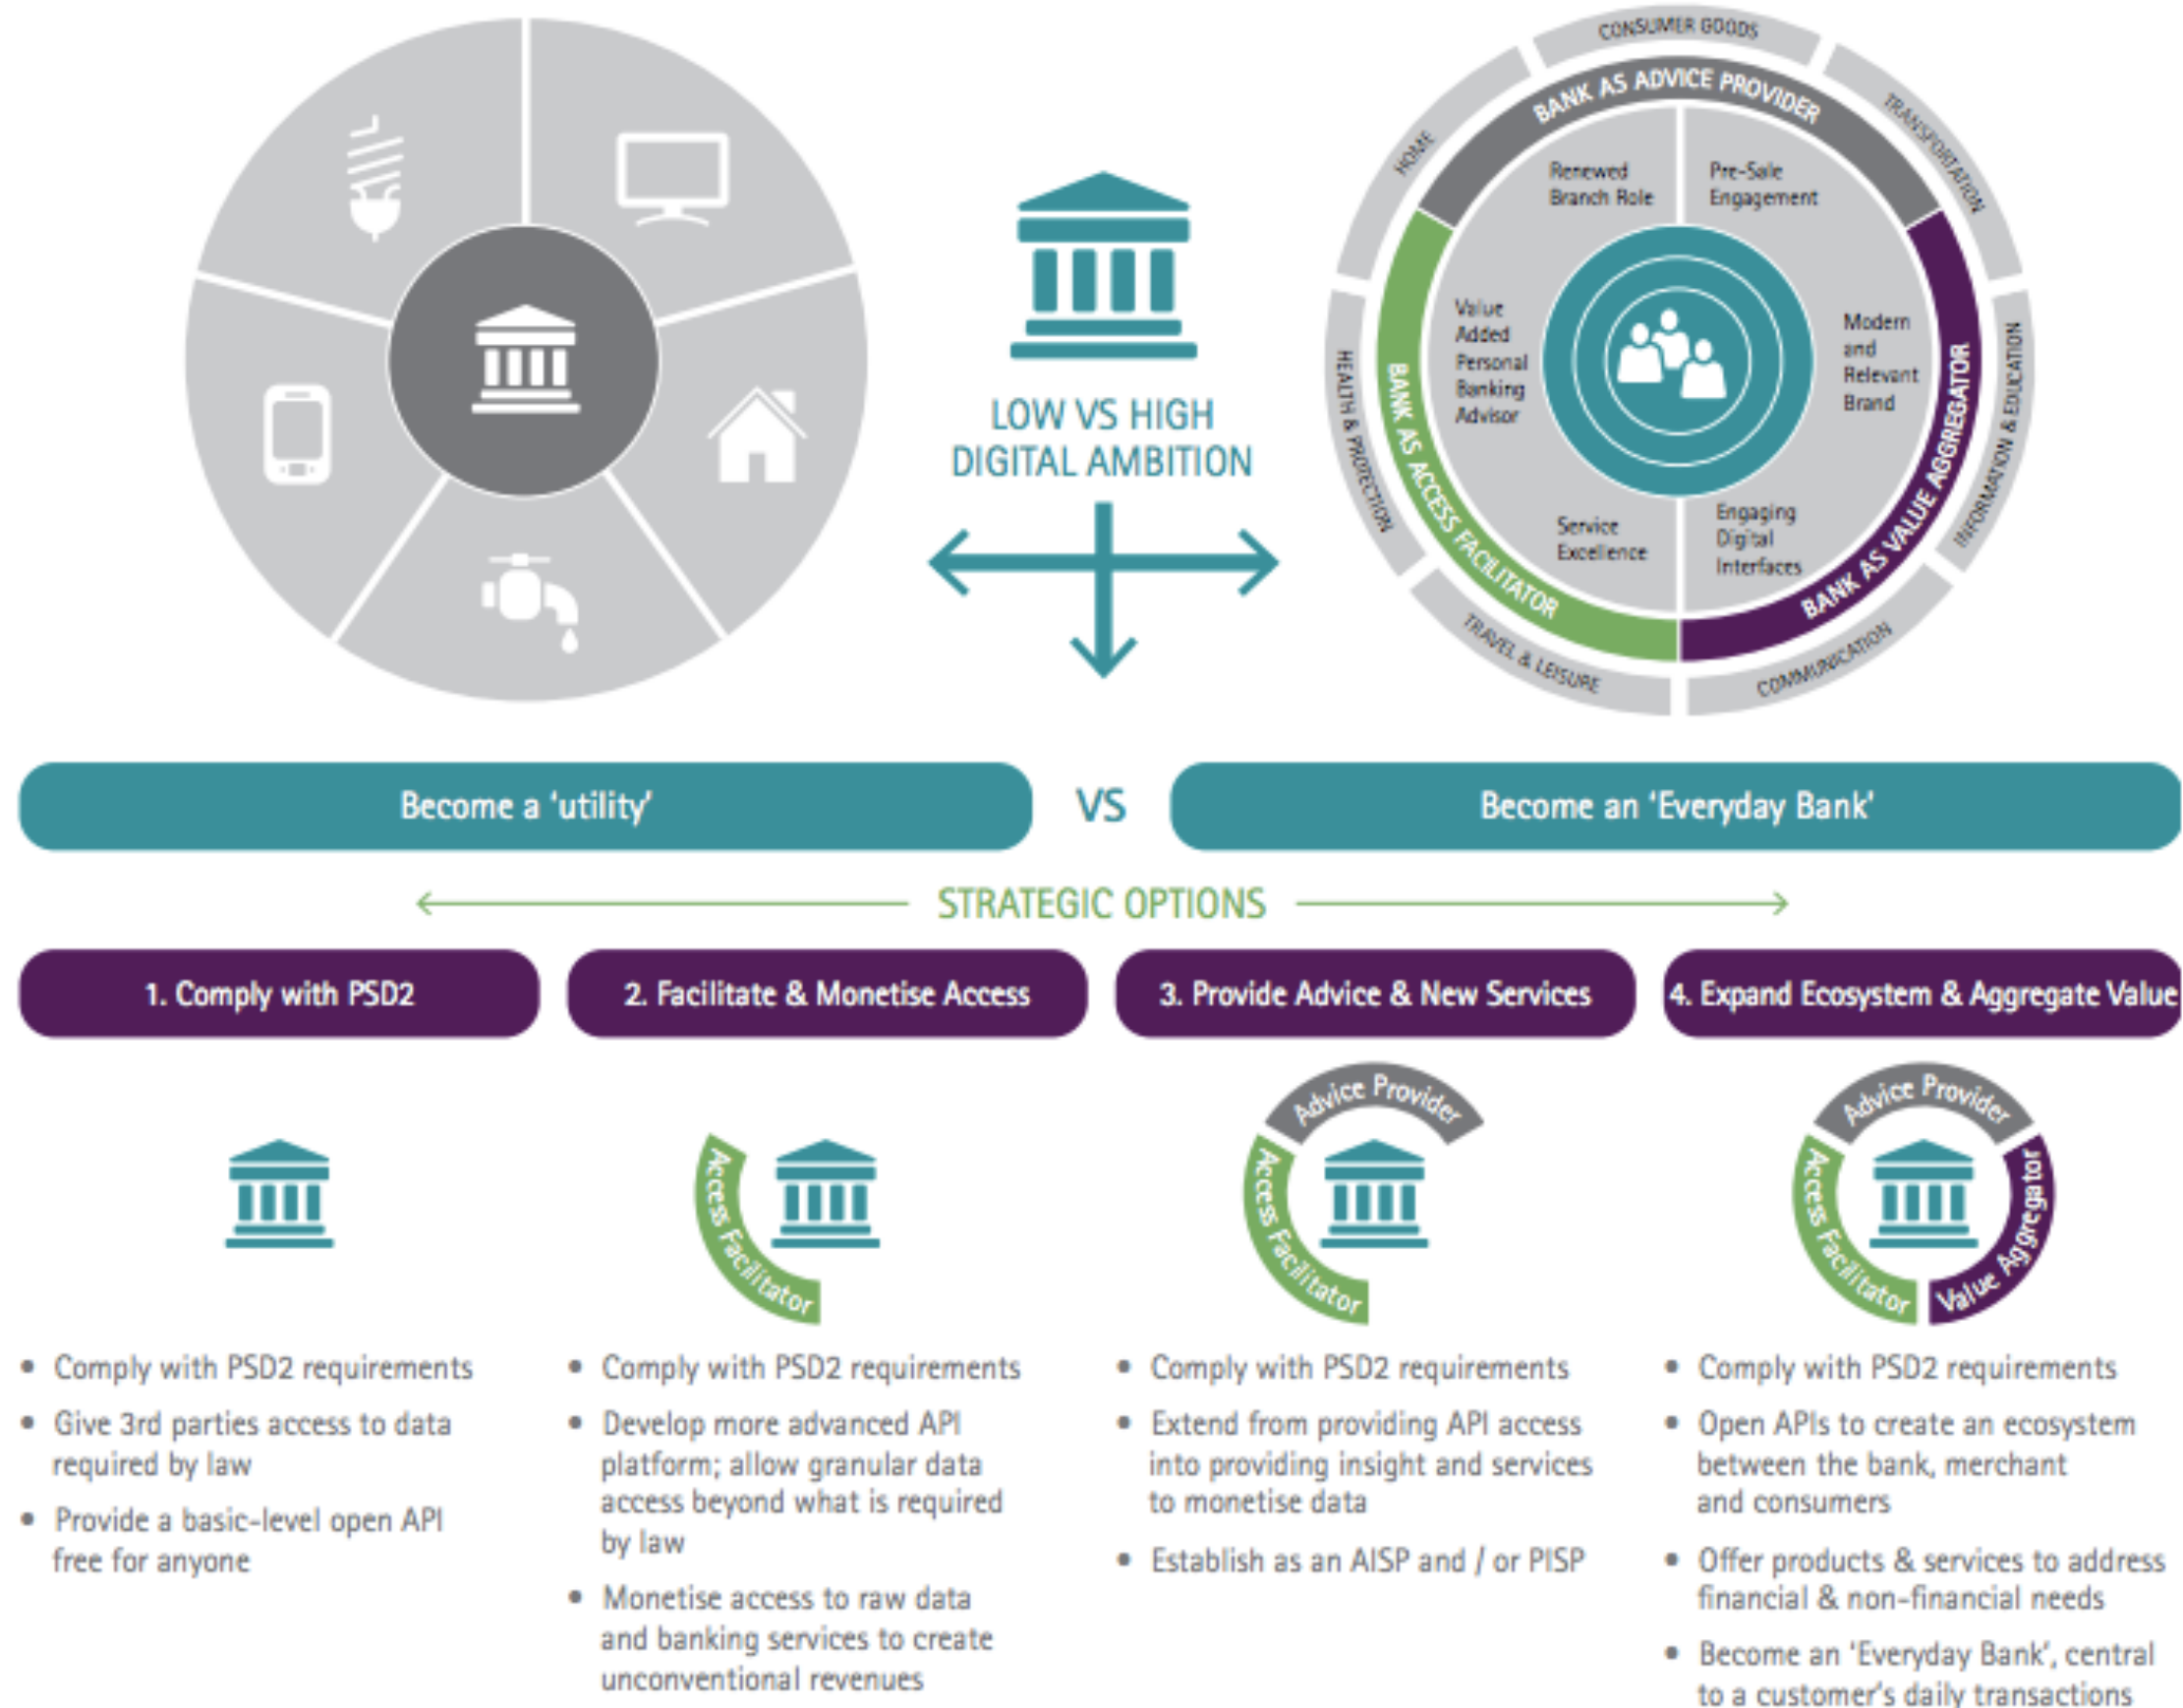 CONSUMER GOODS
HOME
TRANSPORTATION
HEALTH & PROTECTION
INFORMATION & EDUCATION
TRAVEL & LEISURE
COMMUNICATION
BANK AS ADVICE PROVIDER
BANK AS ACCESS FACILITATOR
BANK AS VALUE AGGREGATOR
Renewed
Branch Role
Pre-Sale
Engagement
Value
Added
Personal
Banking
Advisor
Modern
and
Relevant
Brand
Service
Excellence
Engaging
Digital
Interfaces
LOW VS HIGH
DIGITAL AMBITION
Become a 'utility'
VS
Become an 'Everyday Bank'
STRATEGIC OPTIONS
1. Comply with PSD2
2. Facilitate & Monetise Access
3. Provide Advice & New Services
4. Expand Ecosystem & Aggregate Value
Access Facilitator
Advice Provider
Access Facilitator
Advice Provider
Access Facilitator
Value Aggregator
• Comply with PSD2 requirements
• Give 3rd parties access to data
required by law
• Provide a basic-level open API
free for anyone
• Comply with PSD2 requirements
• Develop more advanced API
platform; allow granular data
access beyond what is required
by law
• Monetise access to raw data
and banking services to create
unconventional revenues
• Comply with PSD2 requirements
• Extend from providing API access
into providing insight and services
to monetise data
• Establish as an AISP and / or PISP
• Comply with PSD2 requirements
• Open APIs to create an ecosystem
between the bank, merchant
and consumers
• Offer products & services to address
financial & non-financial needs
• Become an 'Everyday Bank', central
to a customer's daily transactions